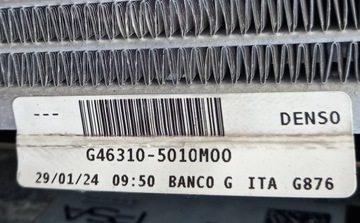 --- DENSO
G46310-5010M00
29/01/24 09:50 BANCO G ITA G876